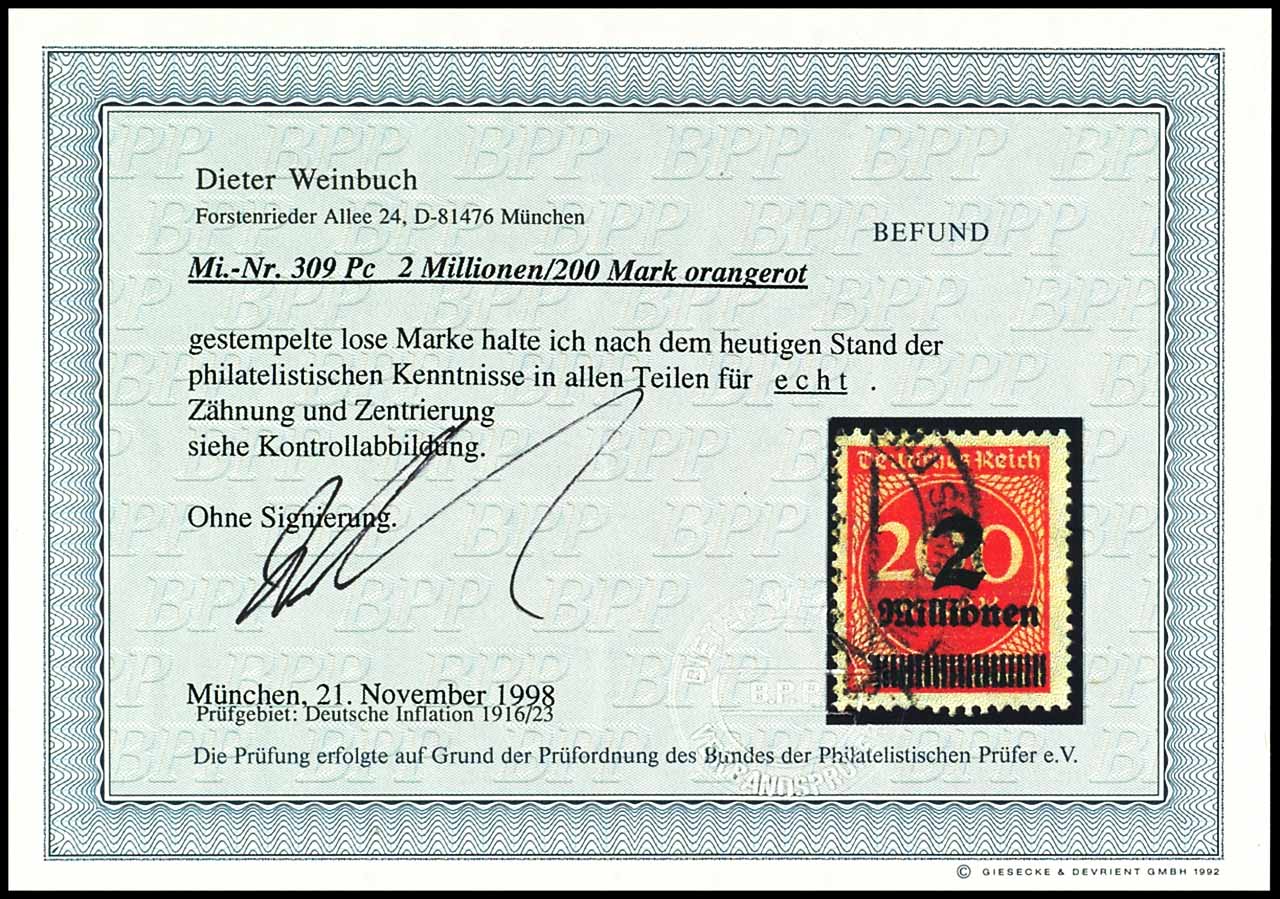 Dieter Weinbuch
Forstenrieder Allee 24, D-81476 München
BEFUND
Mi.-Nr. 309 Pc 2 Millionen/200 Mark orangerot
gestempelte lose Marke halte ich nach dem heutigen Stand der
philatelistischen Kenntnisse in allen Teilen für e c h t .
Zähnung und Zentrierung
siehe Kontrollabbildung.
Ohne Signierung.
Deutsches Reich
200
2
Millionen
B.P.P.
München, 21. November 1998
Prüfgebiet: Deutsche Inflation 1916/23
Die Prüfung erfolgte auf Grund der Prüfordnung des Bundes der Philatelistischen Prüfer e.V.
© GIESECKE & DEVRIENT GMBH 1992